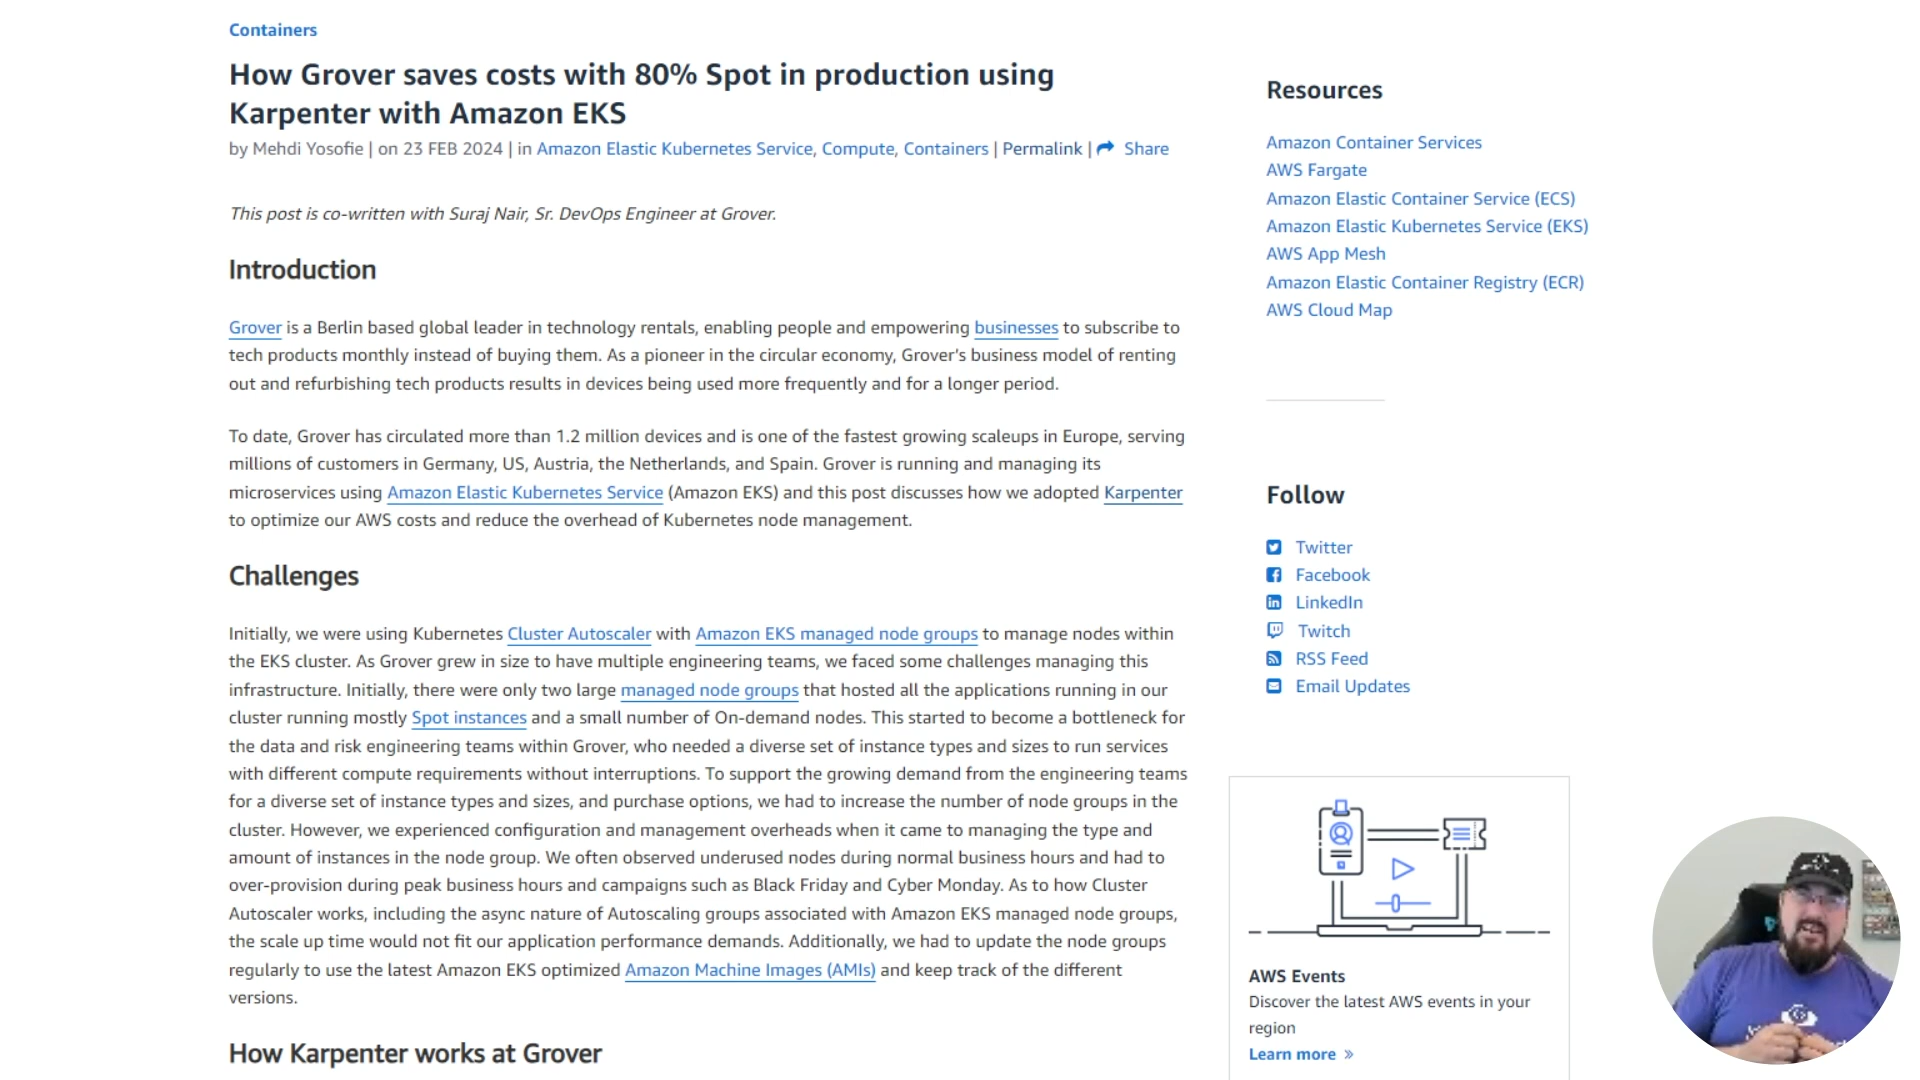 Containers
How Grover saves costs with 80% Spot in production using
Karpenter with Amazon EKS
by Mehdi Yosofie | on 23 FEB 2024 | in Amazon Elastic Kubernetes Service, Compute, Containers | Permalink | Share
This post is co-written with Suraj Nair, Sr. DevOps Engineer at Grover.
Introduction
Grover is a Berlin based global leader in technology rentals, enabling people and empowering businesses to subscribe to
tech products monthly instead of buying them. As a pioneer in the circular economy, Grover's business model of renting
out and refurbishing tech products results in devices being used more frequently and for a longer period.
To date, Grover has circulated more than 1.2 million devices and is one of the fastest growing scaleups in Europe, serving
millions of customers in Germany, US, Austria, the Netherlands, and Spain. Grover is running and managing its
microservices using Amazon Elastic Kubernetes Service (Amazon EKS) and this post discusses how we adopted Karpenter
to optimize our AWS costs and reduce the overhead of Kubernetes node management.
Challenges
Initially, we were using Kubernetes Cluster Autoscaler with Amazon EKS managed node groups to manage nodes within
the EKS cluster. As Grover grew in size to have multiple engineering teams, we faced some challenges managing this
infrastructure. Initially, there were only two large managed node groups that hosted all the applications running in our
cluster running mostly Spot instances and a small number of On-demand nodes. This started to become a bottleneck for
the data and risk engineering teams within Grover, who needed a diverse set of instance types and sizes to run services
with different compute requirements without interruptions. To support the growing demand from the engineering teams
for a diverse set of instance types and sizes, and purchase options, we had to increase the number of node groups in the
cluster. However, we experienced configuration and management overheads when it came to managing the type and
amount of instances in the node group. We often observed underused nodes during normal business hours and had to
over-provision during peak business hours and campaigns such as Black Friday and Cyber Monday. As to how Cluster
Autoscaler works, including the async nature of Autoscaling groups associated with Amazon EKS managed node groups,
the scale up time would not fit our application performance demands. Additionally, we had to update the node groups
regularly to use the latest Amazon EKS optimized Amazon Machine Images (AMIs) and keep track of the different
versions.
How Karpenter works at Grover
Resources
Amazon Container Services
AWS Fargate
Amazon Elastic Container Service (ECS)
Amazon Elastic Kubernetes Service (EKS)
AWS App Mesh
Amazon Elastic Container Registry (ECR)
AWS Cloud Map
Follow
Twitter
Facebook
LinkedIn
Twitch
RSS Feed
Email Updates
AWS Events
Discover the latest AWS events in your
region
Learn more »